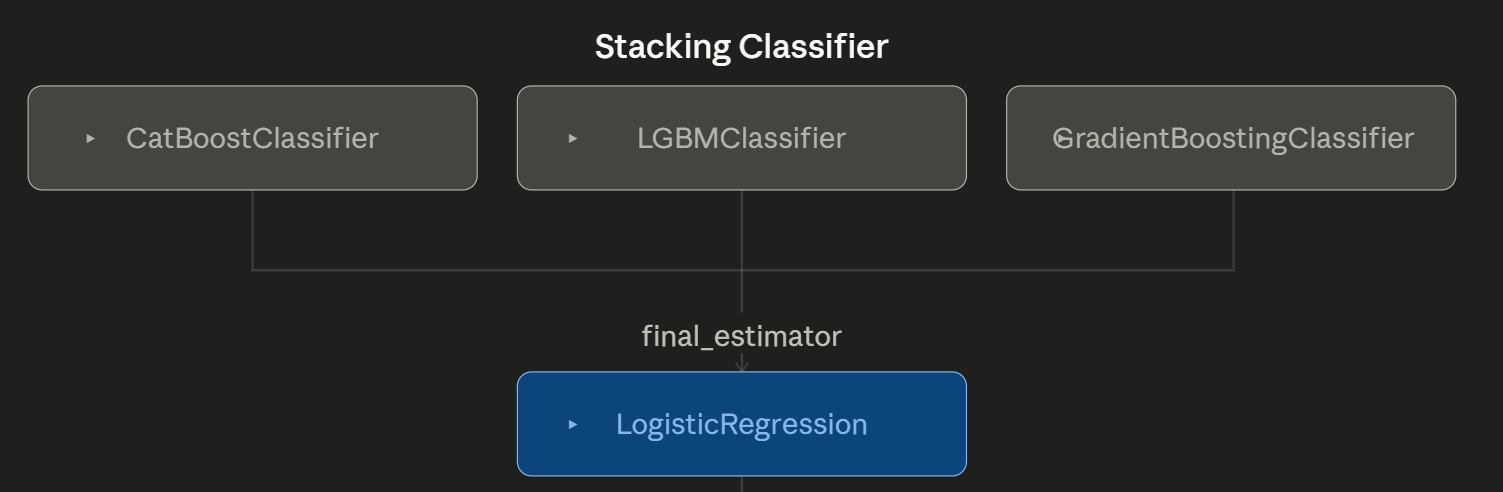 Stacking Classifier
CatBoostClassifier
LGBMClassifier
GradientBoostingClassifier
final_estimator
LogisticRegression